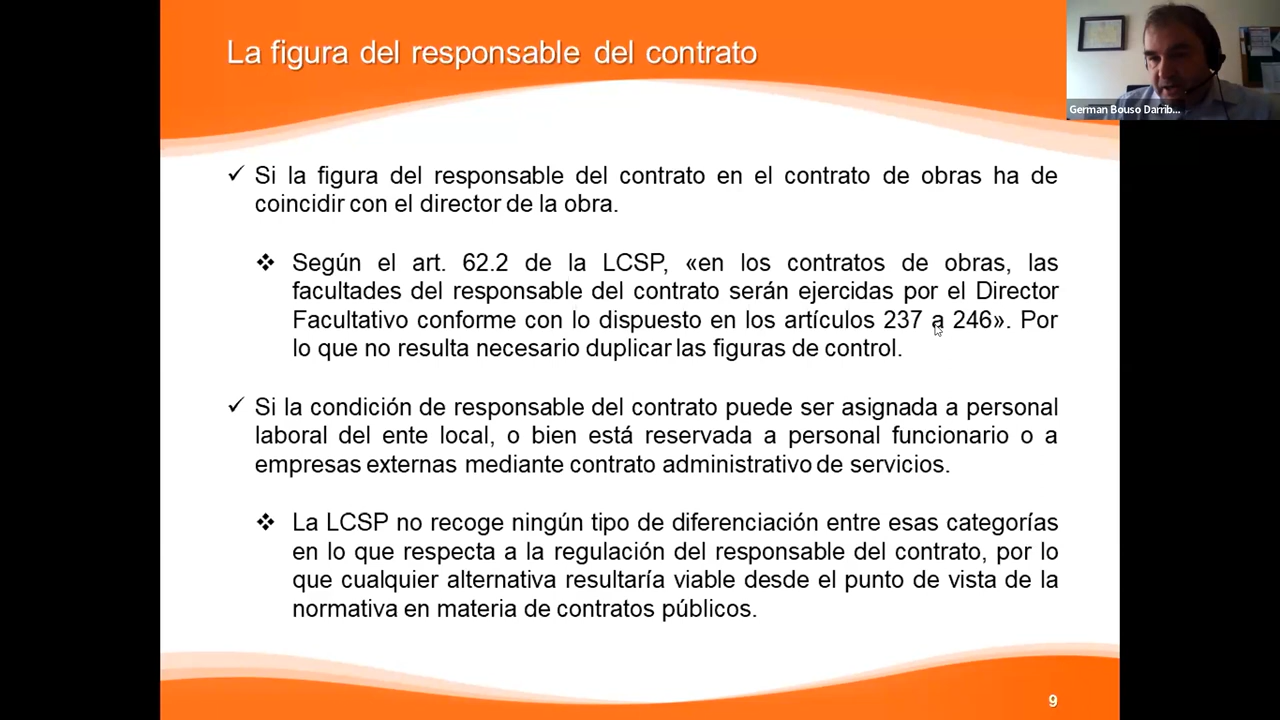 La figura del responsable del contrato
German Bouso Darrib...
✓ Si la figura del responsable del contrato en el contrato de obras ha de
coincidir con el director de la obra.
❖ Según el art. 62.2 de la LCSP, «en los contratos de obras, las
facultades del responsable del contrato serán ejercidas por el Director
Facultativo conforme con lo dispuesto en los artículos 237 a 246». Por
lo que no resulta necesario duplicar las figuras de control.
✓ Si la condición de responsable del contrato puede ser asignada a personal
laboral del ente local, o bien está reservada a personal funcionario o a
empresas externas mediante contrato administrativo de servicios.
❖ La LCSP no recoge ningún tipo de diferenciación entre esas categorías
en lo que respecta a la regulación del responsable del contrato, por lo
que cualquier alternativa resultaría viable desde el punto de vista de la
normativa en materia de contratos públicos.
9